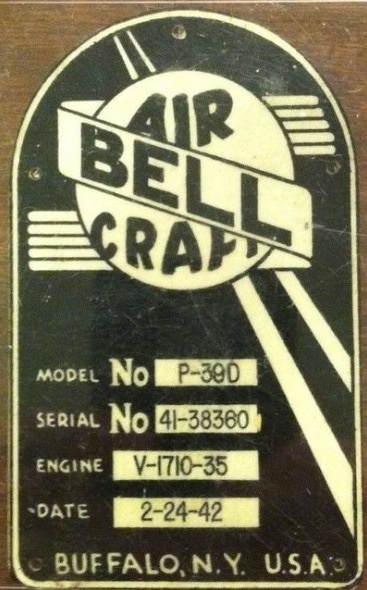 AIR
BELL
CRAFT
MODEL No P-39D
SERIAL No 41-38360
ENGINE V-1710-35
DATE 2-24-42
BUFFALO, N.Y. U.S.A.